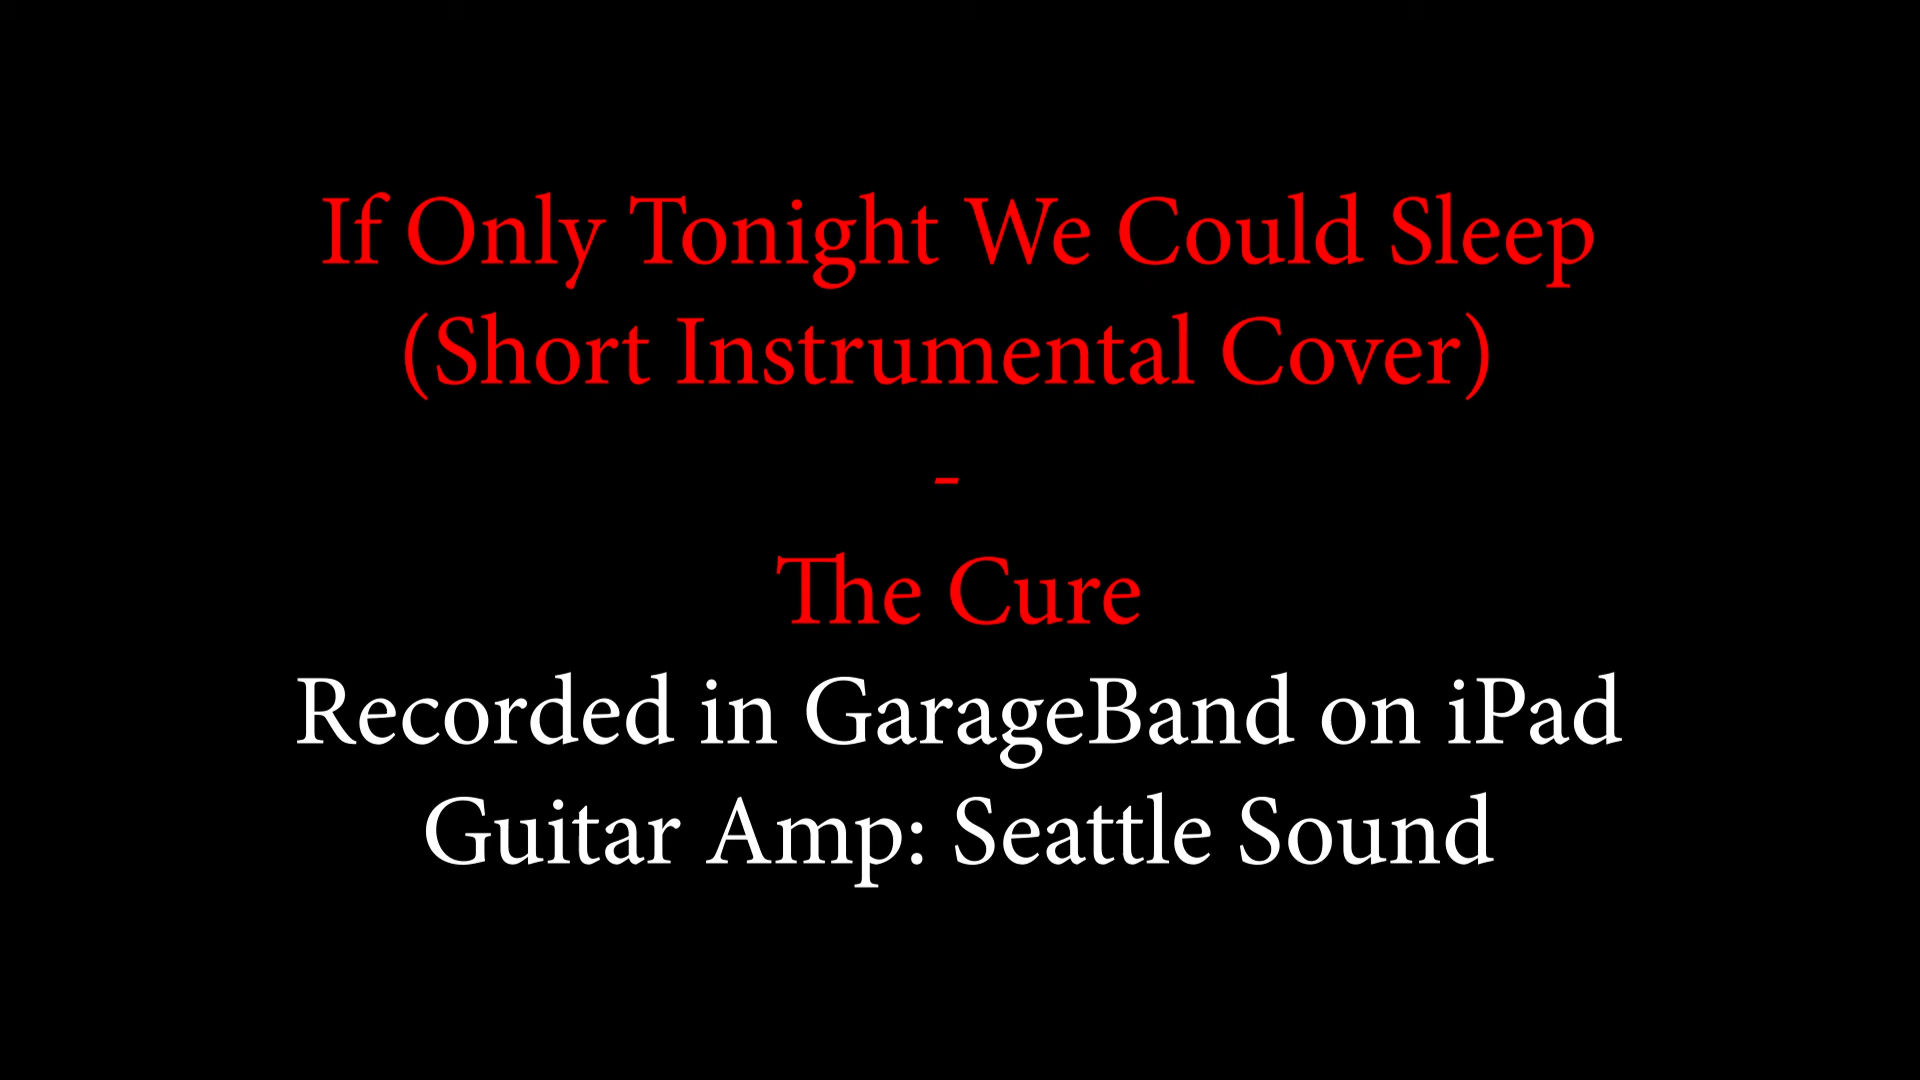 If Only Tonight We Could Sleep
(Short Instrumental Cover)
-
The Cure
Recorded in GarageBand on iPad
Guitar Amp: Seattle Sound